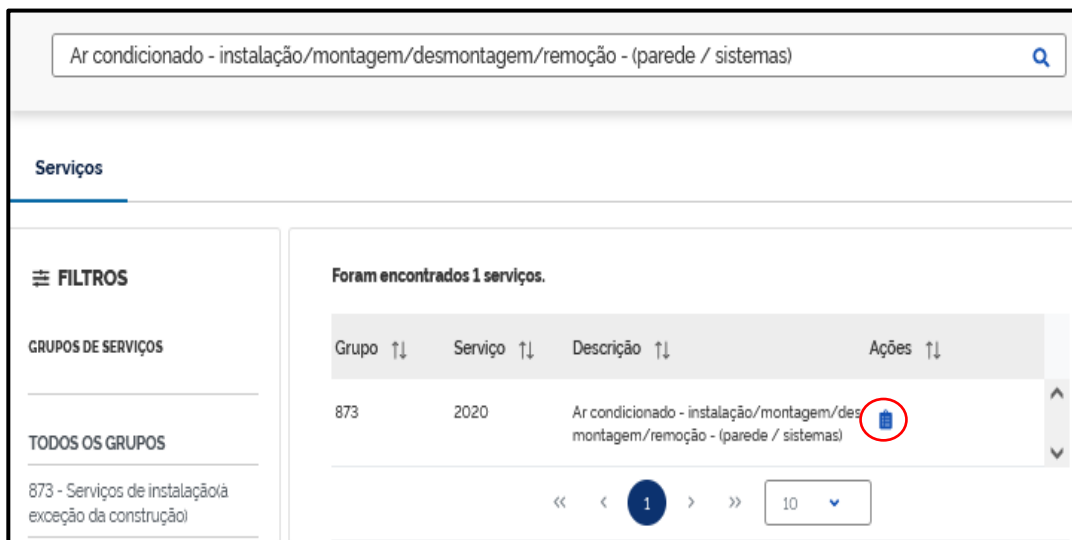 Ar condicionado - instalação/montagem/desmontagem/remoção - (parede / sistemas)
Serviços
FILTROS
GRUPOS DE SERVIÇOS
TODOS OS GRUPOS
873 - Serviços de instalação(à
exceção da construção)
Foram encontrados 1 serviços.
Grupo Serviço Descrição Ações
873 2020 Ar condicionado - instalação/montagem/des
montagem/remoção - (parede / sistemas)
« ‹ 1 › » 10